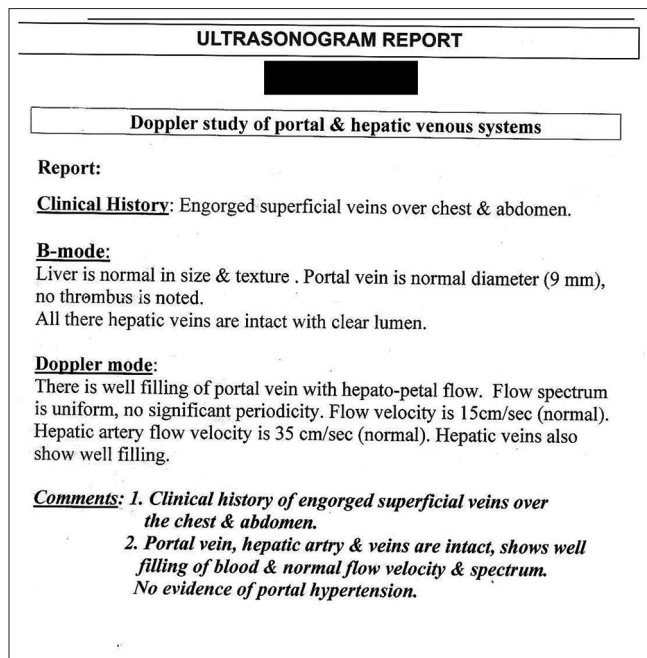 ULTRASONOGRAM REPORT
Doppler study of portal & hepatic venous systems
Report:
Clinical History: Engorged superficial veins over chest & abdomen.
B-mode:
Liver is normal in size & texture . Portal vein is normal diameter (9 mm),
no thrombus is noted.
All there hepatic veins are intact with clear lumen.
Doppler mode:
There is well filling of portal vein with hepato-petal flow. Flow spectrum
is uniform, no significant periodicity. Flow velocity is 15cm/sec (normal).
Hepatic artery flow velocity is 35 cm/sec (normal). Hepatic veins also
show well filling.
Comments: 1. Clinical history of engorged superficial veins over
the chest & abdomen.
2. Portal vein, hepatic artry & veins are intact, shows well
filling of blood & normal flow velocity & spectrum.
No evidence of portal hypertension.